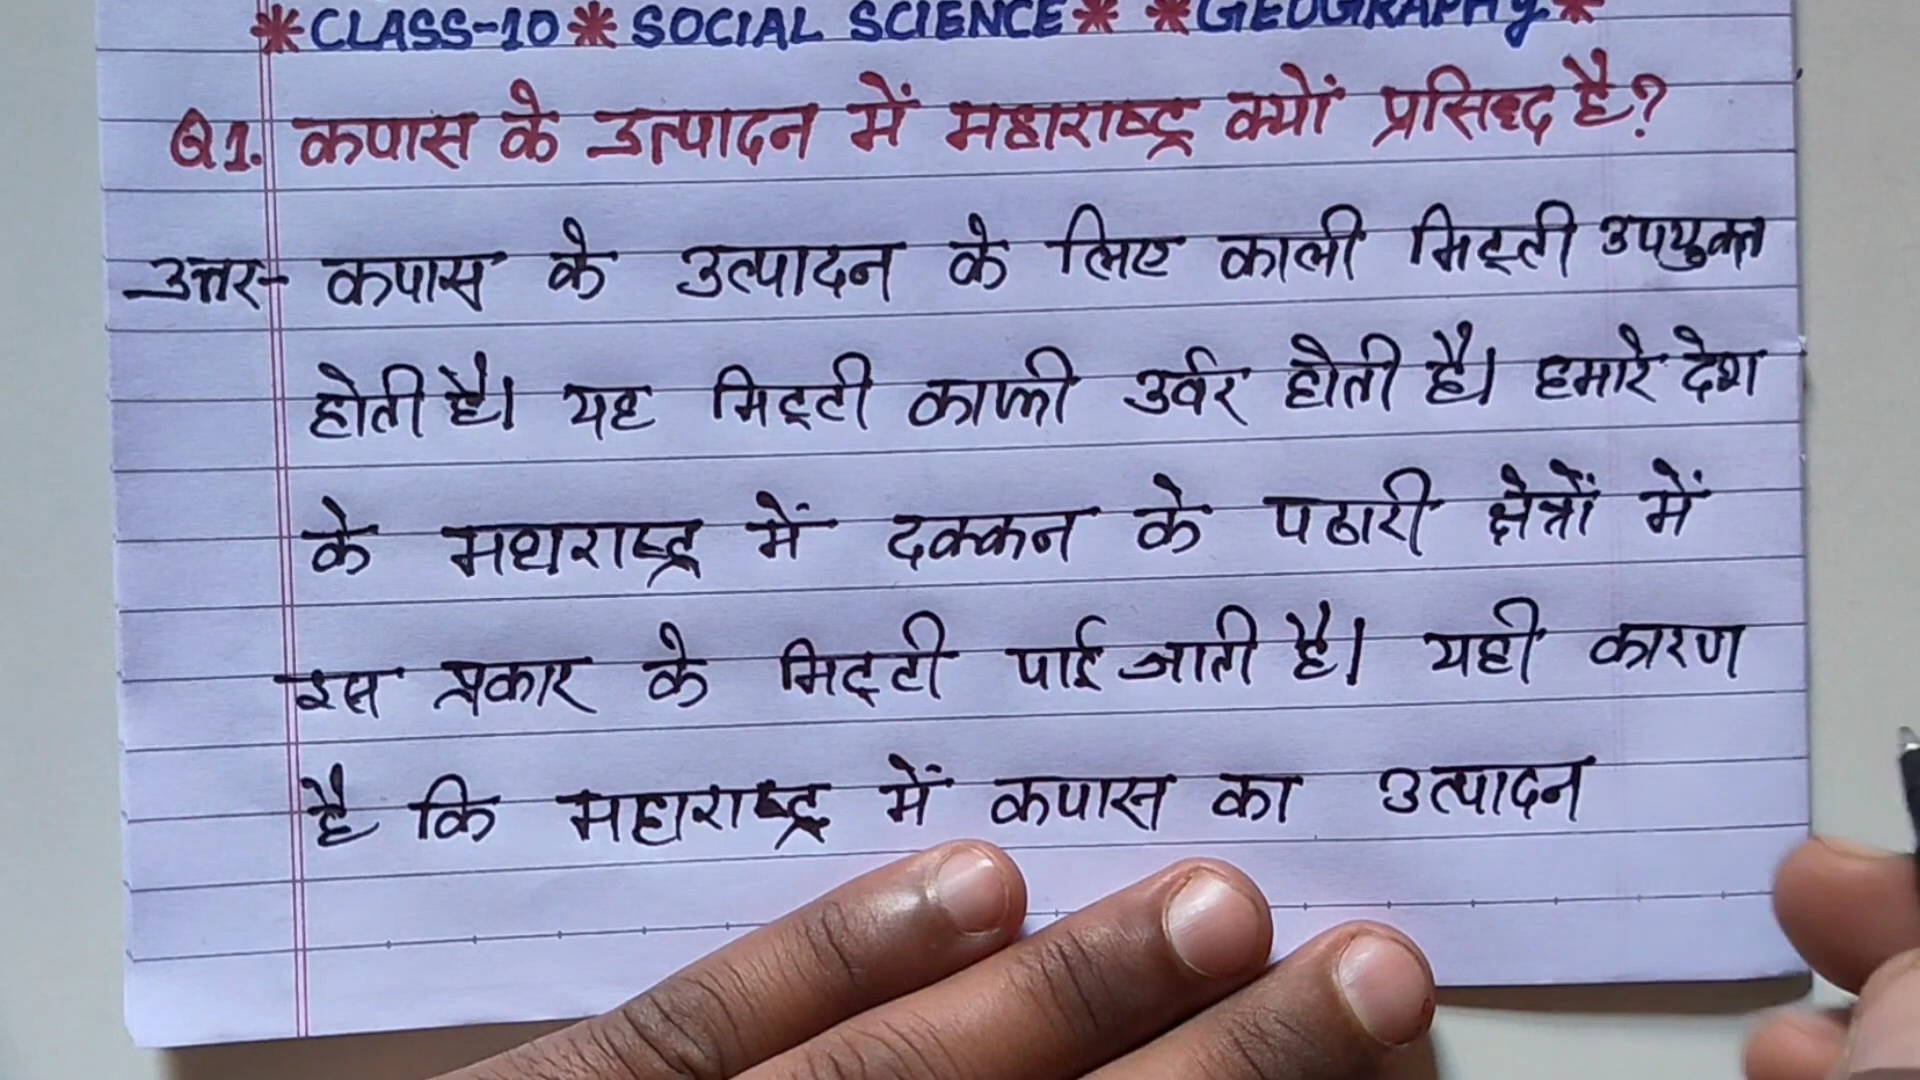 *CLASS-10* SOCIAL SCIENCE* *GEOGRAPHY*
Q1. कपास के उत्पादन में महाराष्ट्र क्यों प्रसिद्ध है?
उत्तर- कपास के उत्पादन के लिए काली मिट्टी उपयुक्त
होती है। यह मिट्टी काफी उर्वर होती है। हमारे देश
के महाराष्ट्र में दक्कन के पठारी क्षेत्रों में
इस प्रकार के मिट्टी पाई जाती है। यही कारण
है कि महाराष्ट्र में कपास का उत्पादन